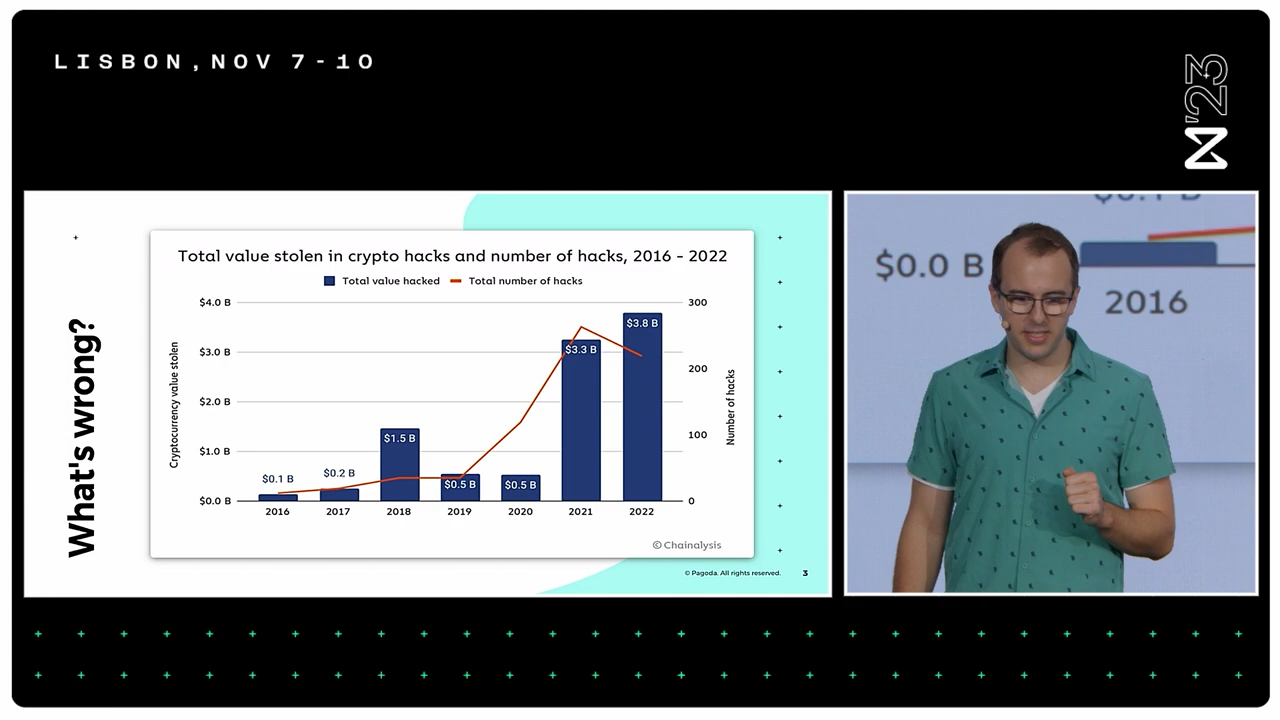 LISBON, NOV 7-10
'23
What's wrong?
Total value stolen in crypto hacks and number of hacks, 2016 - 2022
Total value hacked
Total number of hacks
Cryptocurrency value stolen
$4.0 B
$3.0 B
$2.0 B
$1.0 B
$0.0 B
$0.1 B
$0.2 B
$1.5 B
$0.5 B
$0.5 B
$3.3 B
$3.8 B
300
200
100
0
Number of hacks
2016 2017 2018 2019 2020 2021 2022
© Chainalysis
© Pagoda. All rights reserved. 3
$0.0 B
2016